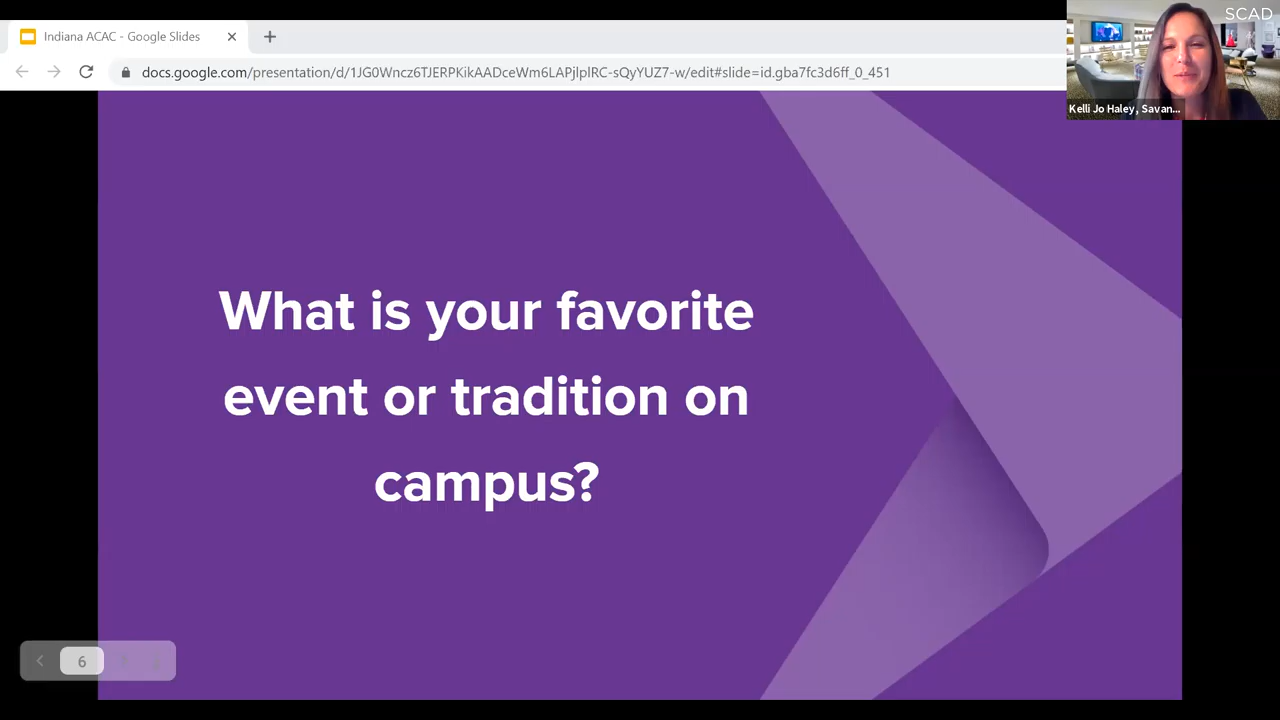 Indiana ACAC - Google Slides
docs.google.com/presentation/d/1JG0Wncz6TJERPKikAADceWm6LAPjlplRC-sQyYUZ7-w/edit#slide=id.gba7fc3d6ff_0_451
SCAD
Kelli Jo Haley, Savan...
What is your favorite
event or tradition on
campus?
6